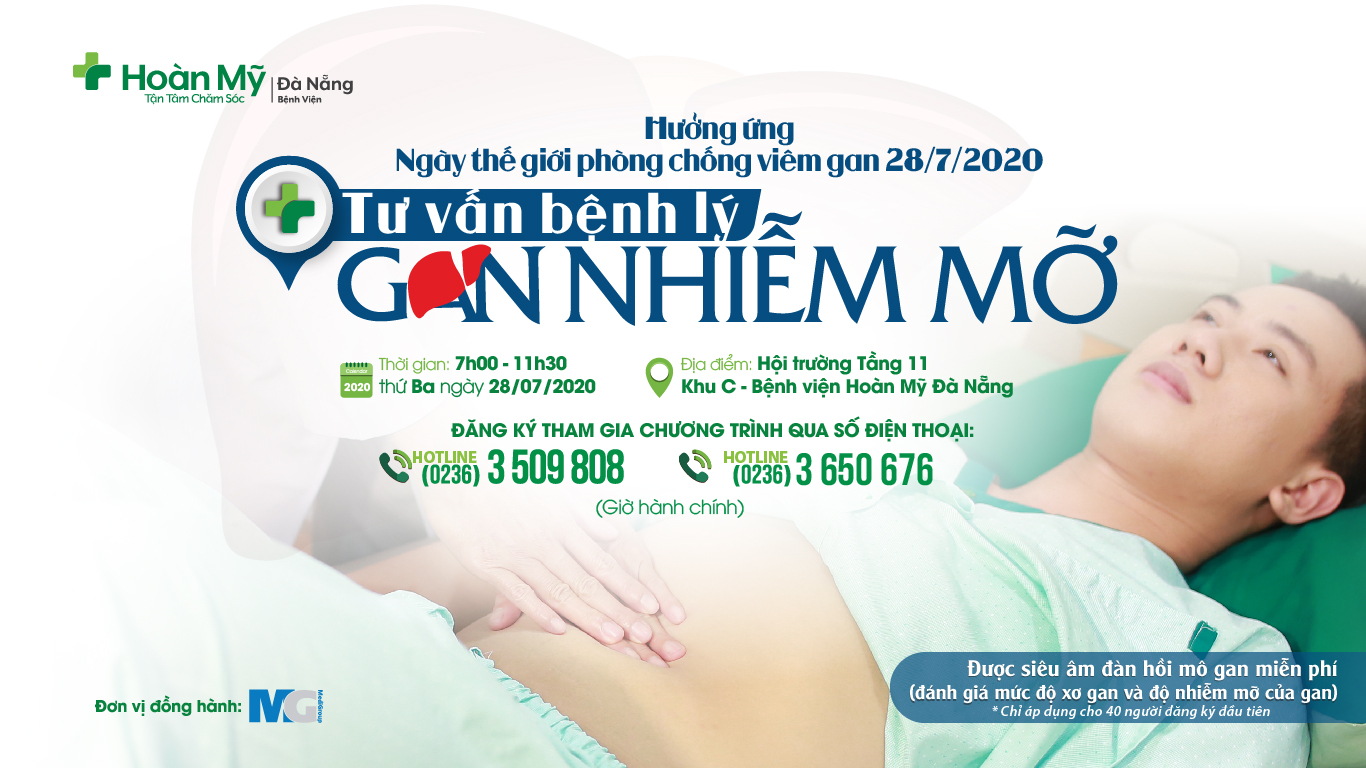 Hoàn Mỹ
Tận Tâm Chăm Sóc
Đà Nẵng
Bệnh Viện
Hưởng ứng
Ngày thế giới phòng chống viêm gan 28/7/2020
Tư vấn bệnh lý
GAN NHIỄM MỠ
Calendar
2020
Thời gian: 7h00 - 11h30
thứ Ba ngày 28/07/2020
Địa điểm: Hội trường Tầng 11
Khu C - Bệnh viện Hoàn Mỹ Đà Nẵng
ĐĂNG KÝ THAM GIA CHƯƠNG TRÌNH QUA SỐ ĐIỆN THOẠI:
HOTLINE
(0236) 3 509 808
HOTLINE
(0236) 3 650 676
(Giờ hành chính)
Được siêu âm đàn hồi mô gan miễn phí
(đánh giá mức độ xơ gan và độ nhiễm mỡ của gan)
* Chỉ áp dụng cho 40 người đăng ký đầu tiên
Đơn vị đồng hành: MG
MediGroup